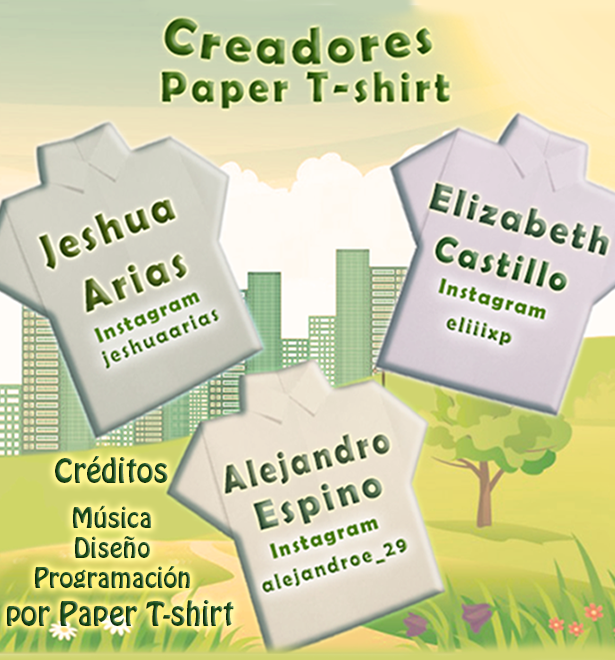 Creadores
Paper T-shirt
Jeshua
Arias
Instagram
jeshuaarias
Elizabeth
Castillo
Instagram
eliiixp
Alejandro
Espino
Instagram
alejandroe_29
Créditos
Música
Diseño
Programación
por Paper T-shirt